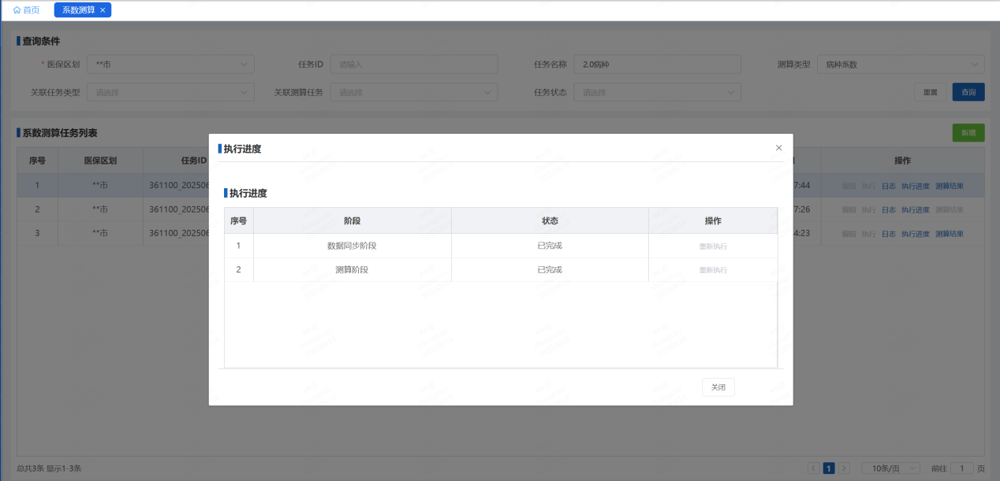 首页 系数测算 ×
查询条件
* 医保区划 **市 任务ID 请输入 任务名称 2.0病种 测算类型 病种系数
关联任务类型 请选择 关联测算任务 请选择 任务状态 请选择 重置 查询
系数测算任务列表 新增
序号 医保区划 任务ID 操作
1 **市 361100_202506 7:44 编辑 执行 日志 执行进度 测算结果
2 **市 361100_202506 7:26 编辑 执行 日志 执行进度 测算结果
3 **市 361100_202506 4:23 编辑 执行 日志 执行进度 测算结果
执行进度 ×
执行进度
序号 阶段 状态 操作
1 数据同步阶段 已完成 重新执行
2 测算阶段 已完成 重新执行
关闭
总共3条 显示1-3条 < 1 > 10条/页 前往 1 页